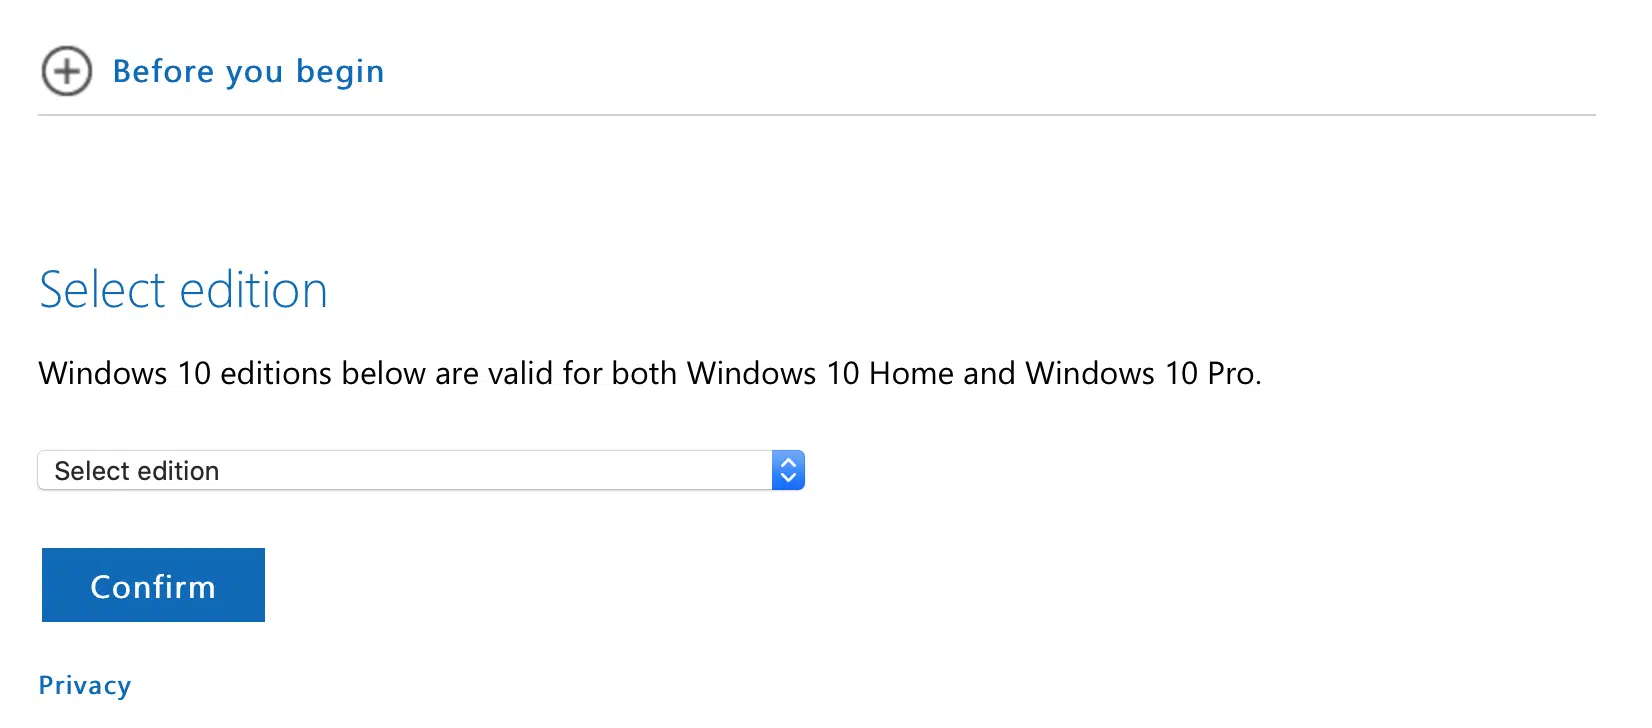 Before you begin
Select edition
Windows 10 editions below are valid for both Windows 10 Home and Windows 10 Pro.
Select edition
Confirm
Privacy